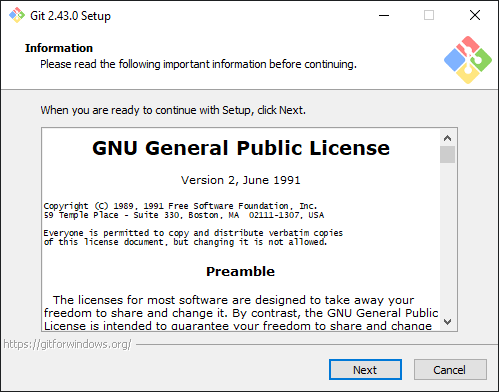 Git 2.43.0 Setup
Information
Please read the following important information before continuing.
When you are ready to continue with Setup, click Next.
GNU General Public License
Version 2, June 1991
Copyright (C) 1989, 1991 Free Software Foundation, Inc.
59 Temple Place - Suite 330, Boston, MA  02111-1307, USA
Everyone is permitted to copy and distribute verbatim copies
of this license document, but changing it is not allowed.
Preamble
The licenses for most software are designed to take away your
freedom to share and change it. By contrast, the GNU General Public
License is intended to guarantee your freedom to share and change
https://gitforwindows.org/
Next
Cancel